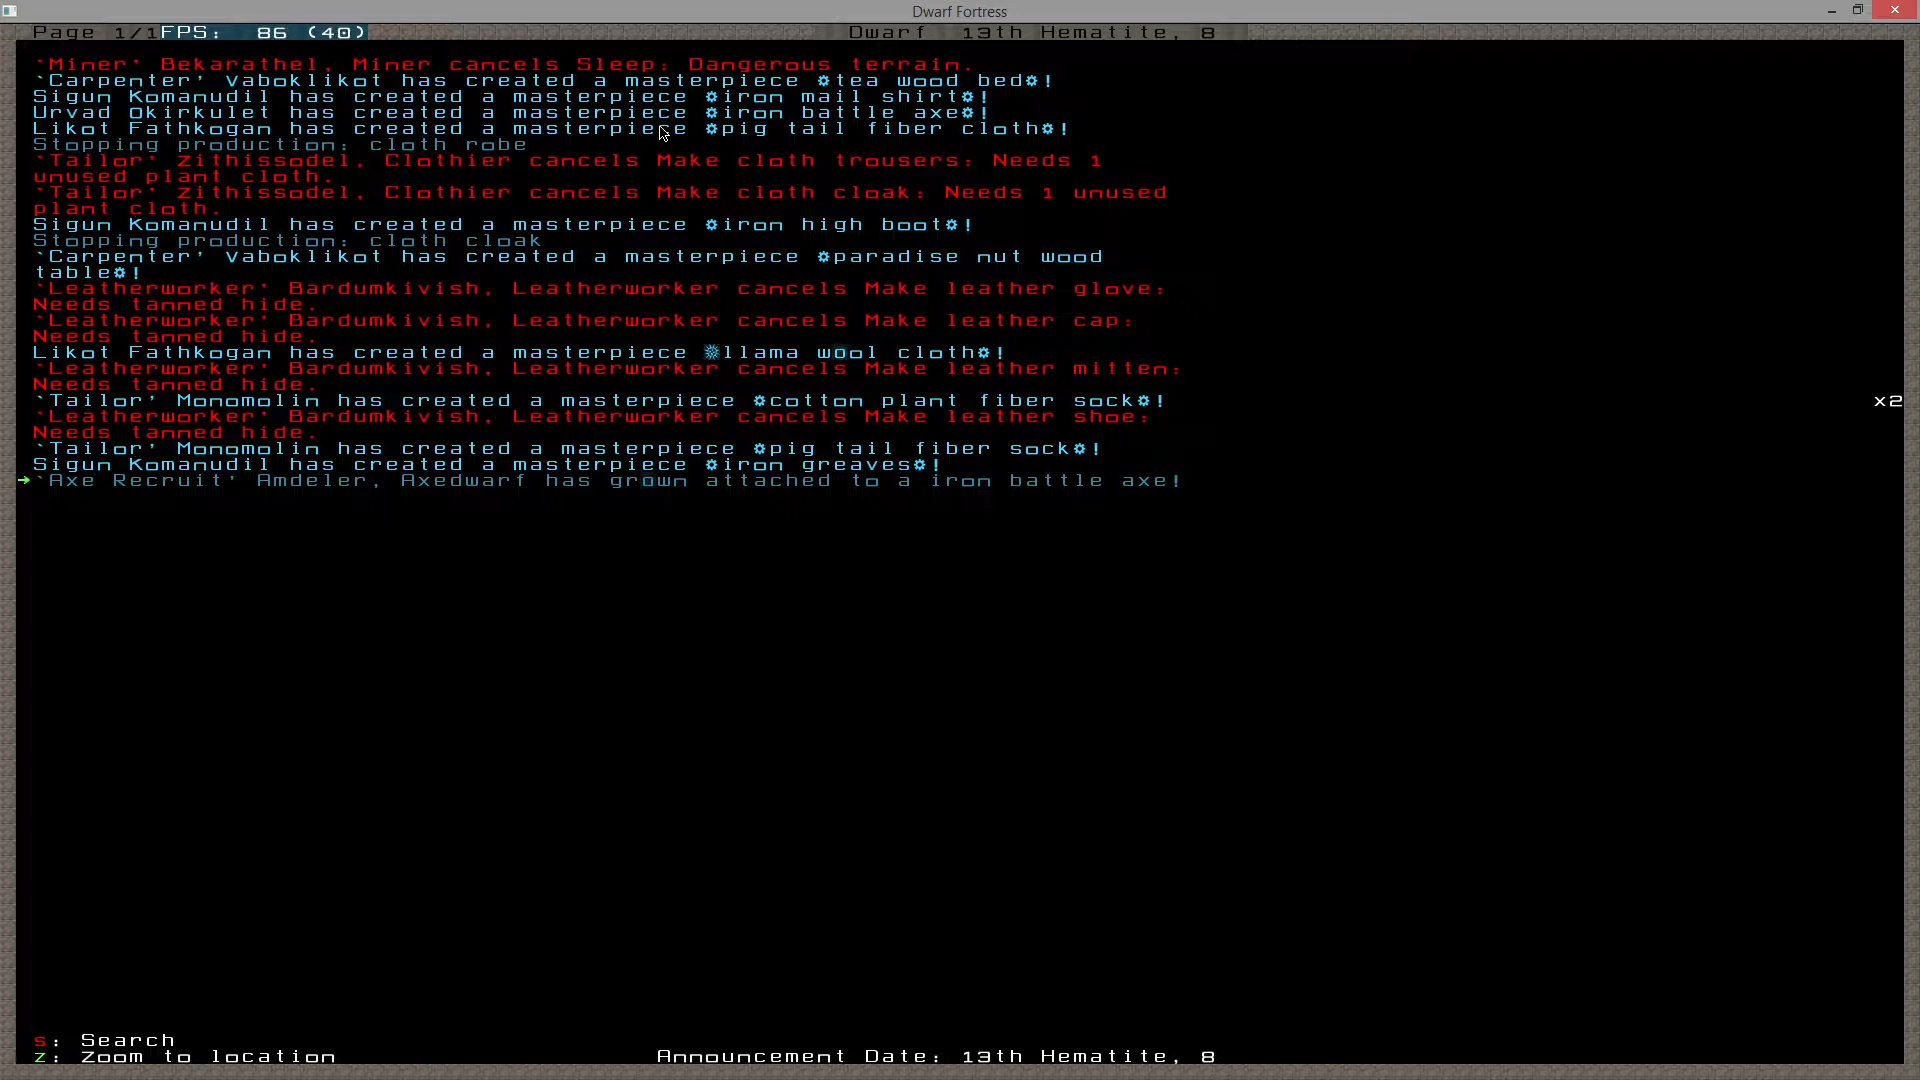 Dwarf Fortress
Page 1/1 FPS: 86 (40) Dwarf 13th Hematite, 8
`Miner' Bekarathel, Miner cancels Sleep: Dangerous terrain.
`Carpenter' Vaboklikot has created a masterpiece ☼tea wood bed☼!
Sigun Komanudil has created a masterpiece ☼iron mail shirt☼!
Urvad Okirkulet has created a masterpiece ☼iron battle axe☼!
Likot Fathkogan has created a masterpiece ☼pig tail fiber cloth☼!
Stopping production: cloth robe
`Tailor' Zithissodel, Clothier cancels Make cloth trousers: Needs 1
unused plant cloth.
`Tailor' Zithissodel, Clothier cancels Make cloth cloak: Needs 1 unused
plant cloth.
Sigun Komanudil has created a masterpiece ☼iron high boot☼!
Stopping production: cloth cloak
`Carpenter' Vaboklikot has created a masterpiece ☼paradise nut wood
table☼!
`Leatherworker' Bardumkivish, Leatherworker cancels Make leather glove:
Needs tanned hide.
`Leatherworker' Bardumkivish, Leatherworker cancels Make leather cap:
Needs tanned hide.
Likot Fathkogan has created a masterpiece ☼llama wool cloth☼!
`Leatherworker' Bardumkivish, Leatherworker cancels Make leather mitten:
Needs tanned hide.
`Tailor' Monomolin has created a masterpiece ☼cotton plant fiber sock☼! x2
`Leatherworker' Bardumkivish, Leatherworker cancels Make leather shoe:
Needs tanned hide.
`Tailor' Monomolin has created a masterpiece ☼pig tail fiber sock☼!
Sigun Komanudil has created a masterpiece ☼iron greaves☼!
→`Axe Recruit' Amdeler, Axedwarf has grown attached to a iron battle axe!
s: Search
z: Zoom to location Announcement Date: 13th Hematite, 8